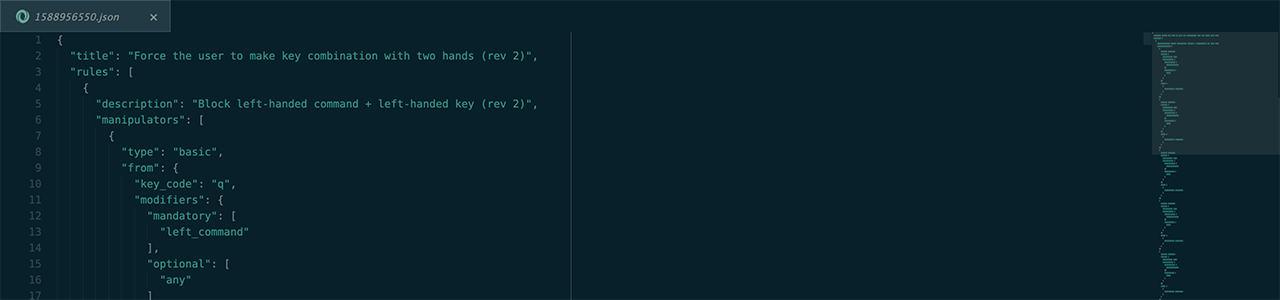 1588956550.json ×
1 {
2 "title": "Force the user to make key combination with two hands (rev 2)",
3 "rules": [
4 {
5 "description": "Block left-handed command + left-handed key (rev 2)",
6 "manipulators": [
7 {
8 "type": "basic",
9 "from": {
10 "key_code": "q",
11 "modifiers": {
12 "mandatory": [
13 "left_command"
14 ],
15 "optional": [
16 "any"
17 ]